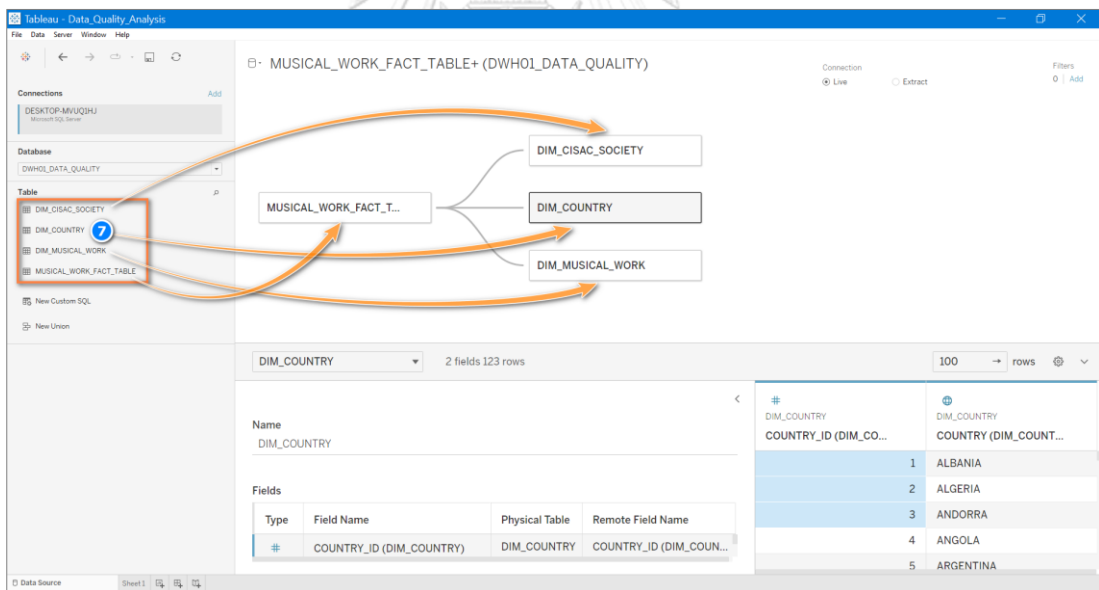 Tableau - Data_Quality_Analysis
File Data Server Window Help
MUSICAL_WORK_FACT_TABLE+ (DWH01_DATA_QUALITY)
Connection
Live
Extract
Filters
0 | Add
Connections
Add
DESKTOP-MVUQ1HJ
Microsoft SQL Server
Database
DWH01_DATA_QUALITY
Table
DIM_CISAC_SOCIETY
DIM_COUNTRY
7
DIM_MUSICAL_WORK
MUSICAL_WORK_FACT_TABLE
New Custom SQL
New Union
MUSICAL_WORK_FACT_T...
DIM_CISAC_SOCIETY
DIM_COUNTRY
DIM_MUSICAL_WORK
DIM_COUNTRY
2 fields 123 rows
100
rows
Name
DIM_COUNTRY
Fields
Type Field Name Physical Table Remote Field Name
# COUNTRY_ID (DIM_COUNTRY) DIM_COUNTRY COUNTRY_ID (DIM_COUN...
#
DIM_COUNTRY DIM_COUNTRY
COUNTRY_ID (DIM_CO... COUNTRY (DIM_COUNT...
1 ALBANIA
2 ALGERIA
3 ANDORRA
4 ANGOLA
5 ARGENTINA
Data Source Sheet1